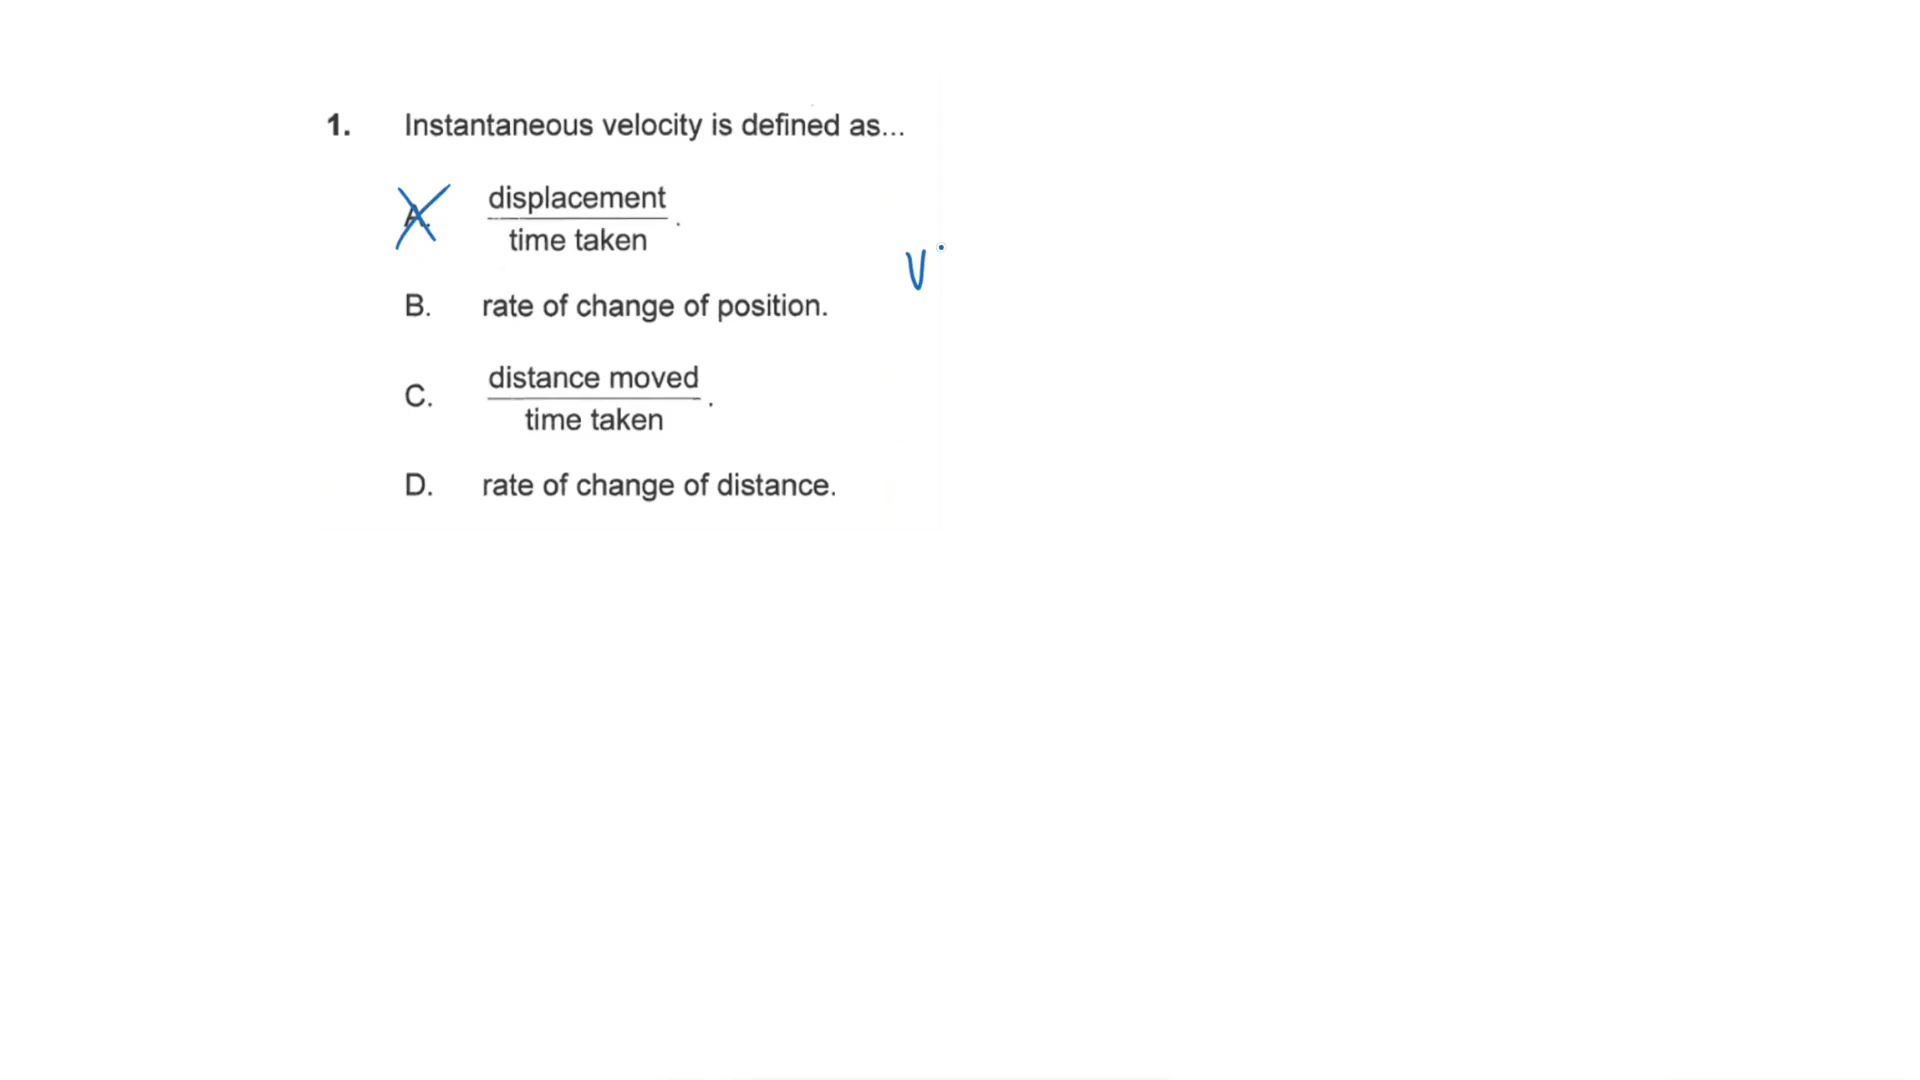 1. Instantaneous velocity is defined as...
A. displacement
time taken .
B. rate of change of position.
V
C. distance moved
time taken .
D. rate of change of distance.